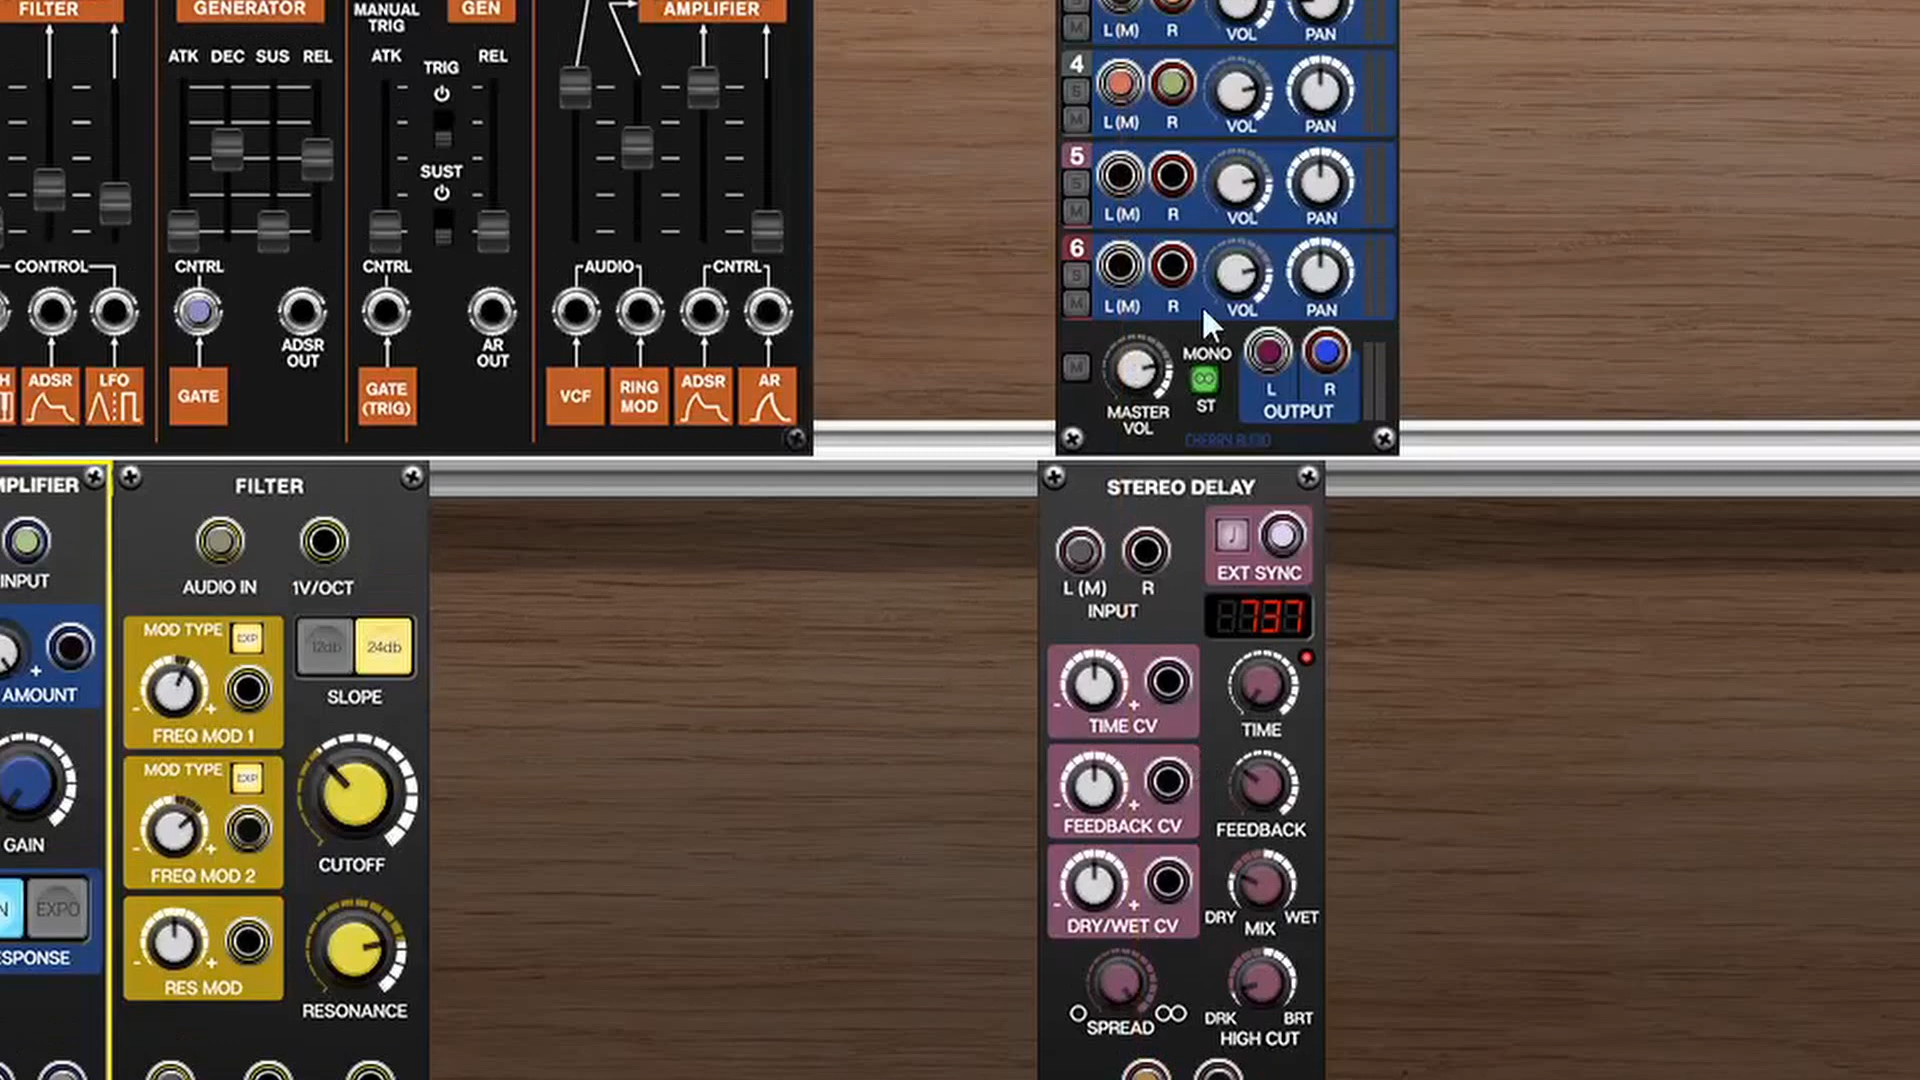 FILTER
GENERATOR
MANUAL
TRIG
GEN
AMPLIFIER
ATK DEC SUS REL
ATK
TRIG
REL
SUST
CONTROL
CNTRL
ADSR
OUT
CNTRL
AR
OUT
AUDIO
CNTRL
H
ADSR
LFO
GATE
GATE
(TRIG)
VCF
RING
MOD
ADSR
AR
M
L(M) R VOL PAN
4
S
M
L(M) R VOL PAN
5
S
M
L(M) R VOL PAN
6
S
M
L(M) R VOL PAN
M
MASTER
VOL
MONO
ST
L R
OUTPUT
CHERRY AUDIO
MPLIFIER
INPUT
+
AMOUNT
GAIN
N EXPO
ESPONSE
FILTER
AUDIO IN 1V/OCT
MOD TYPE EXP
- +
FREQ MOD 1
12db 24db
SLOPE
MOD TYPE EXP
- +
FREQ MOD 2
CUTOFF
- +
RES MOD
RESONANCE
STEREO DELAY
L (M) R
INPUT
EXT SYNC
737
- +
TIME CV
TIME
- +
FEEDBACK CV
FEEDBACK
- +
DRY/WET CV
DRY WET
MIX
SPREAD
DRK BRT
HIGH CUT